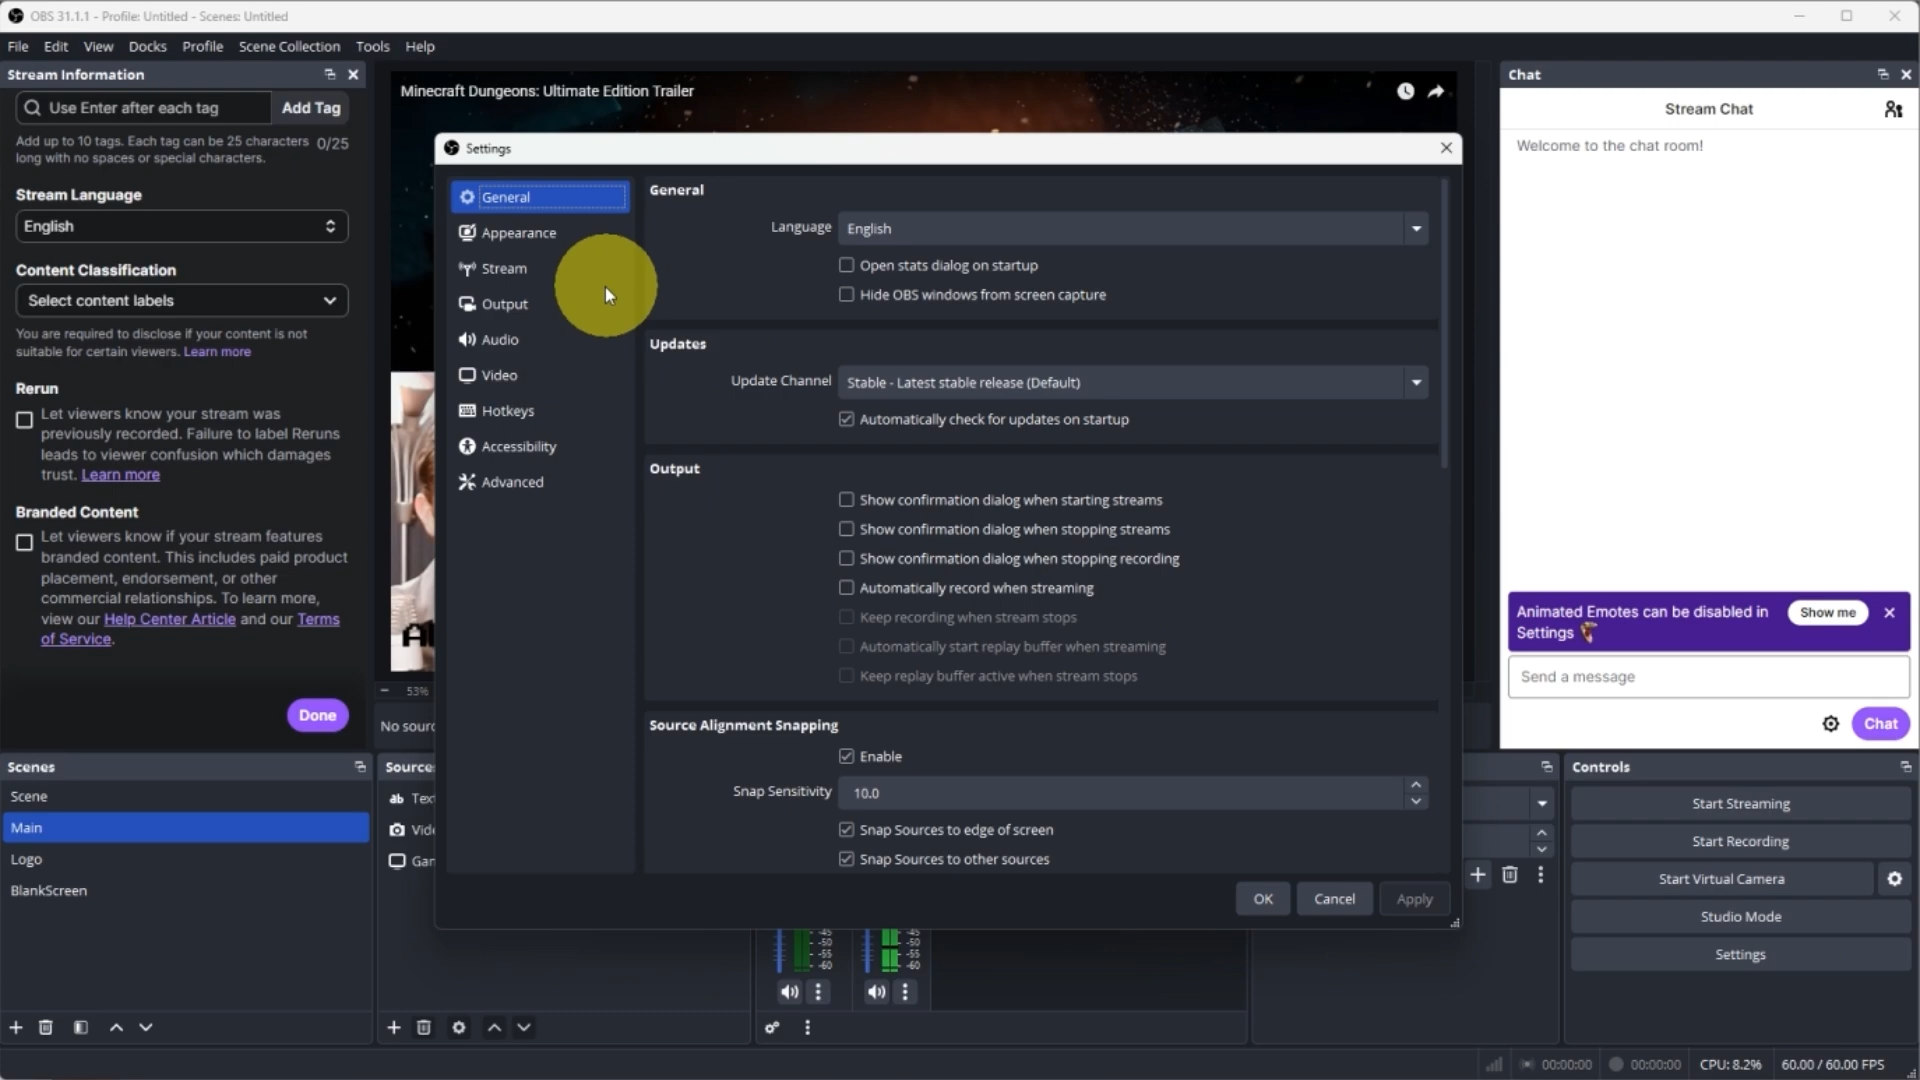 OBS 31.1.1 - Profile: Untitled - Scenes: Untitled
File Edit View Docks Profile Scene Collection Tools Help
Stream Information
Use Enter after each tag
Add Tag
Add up to 10 tags. Each tag can be 25 characters
long with no spaces or special characters.
0/25
Stream Language
English
Content Classification
Select content labels
You are required to disclose if your content is not
suitable for certain viewers. Learn more
Rerun
Let viewers know your stream was
previously recorded. Failure to label Reruns
leads to viewer confusion which damages
trust. Learn more
Branded Content
Let viewers know if your stream features
branded content. This includes paid product
placement, endorsement, or other
commercial relationships. To learn more,
view our Help Center Article and our Terms
of Service.
Done
Minecraft Dungeons: Ultimate Edition Trailer
53%
Settings
General
Appearance
Stream
Output
Audio
Video
Hotkeys
Accessibility
Advanced
General
Language English
Open stats dialog on startup
Hide OBS windows from screen capture
Updates
Update Channel Stable - Latest stable release (Default)
Automatically check for updates on startup
Output
Show confirmation dialog when starting streams
Show confirmation dialog when stopping streams
Show confirmation dialog when stopping recording
Automatically record when streaming
Keep recording when stream stops
Automatically start replay buffer when streaming
Keep replay buffer active when stream stops
Source Alignment Snapping
Enable
Snap Sensitivity 10.0
Snap Sources to edge of screen
Snap Sources to other sources
OK Cancel Apply
Chat
Stream Chat
Welcome to the chat room!
Animated Emotes can be disabled in
Settings
Show me
Send a message
Chat
Scenes
Scene
Main
Logo
BlankScreen
-45 -45
-50 -50
-55 -55
-60 -60
Controls
Start Streaming
Start Recording
Start Virtual Camera
Studio Mode
Settings
00:00:00 00:00:00 CPU: 8.2% 60.00 / 60.00 FPS